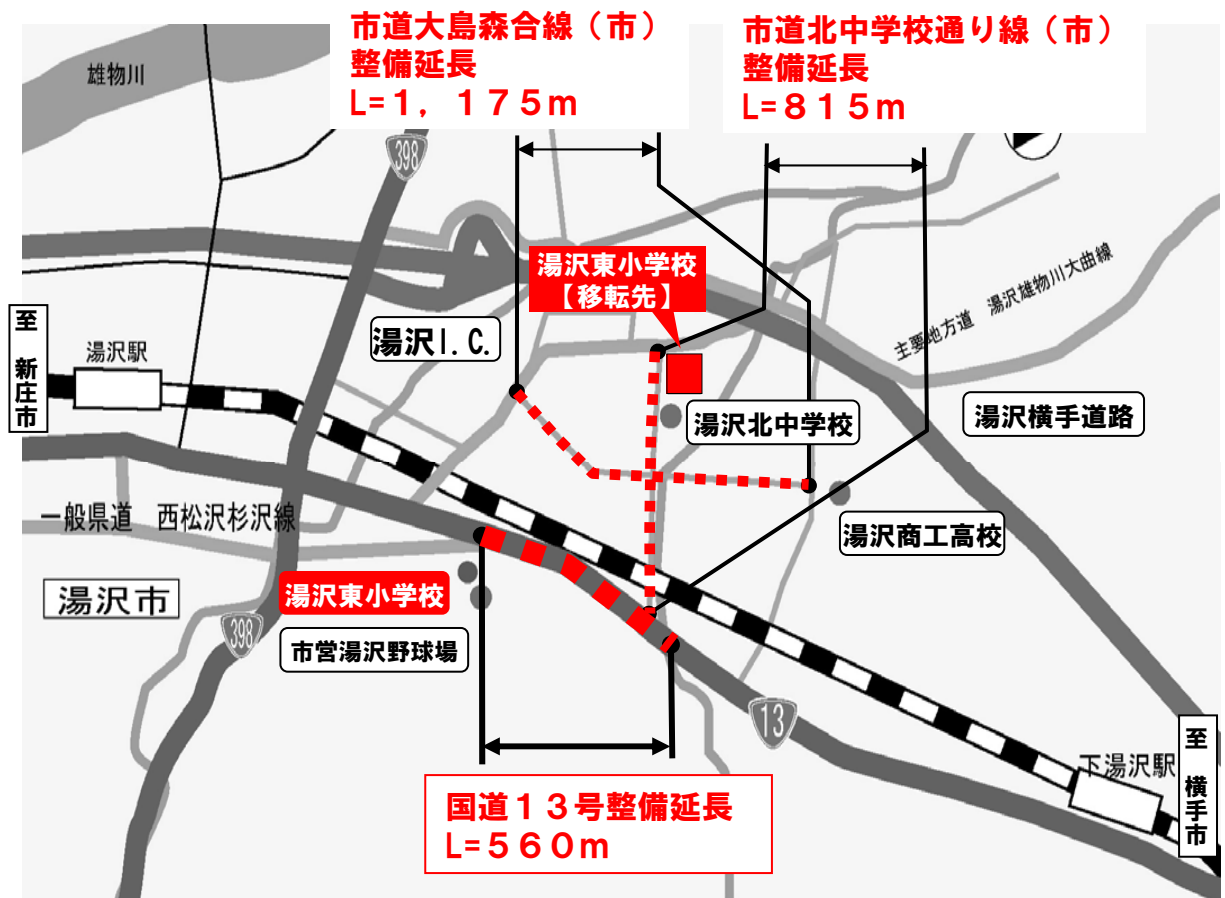 市道大島森合線（市）
整備延長
L=１，１７５ｍ
市道北中学校通り線（市）
整備延長
L=８１５ｍ
雄物川
398
湯沢東小学校
【移転先】
主要地方道　湯沢雄物川大曲線
至 新庄市
湯沢駅
湯沢I.C.
湯沢北中学校
湯沢横手道路
一般県道　西松沢杉沢線
湯沢商工高校
湯沢市
湯沢東小学校
398
市営湯沢野球場
13
下湯沢駅
至 横手市
国道１３号整備延長
L=５６０ｍ